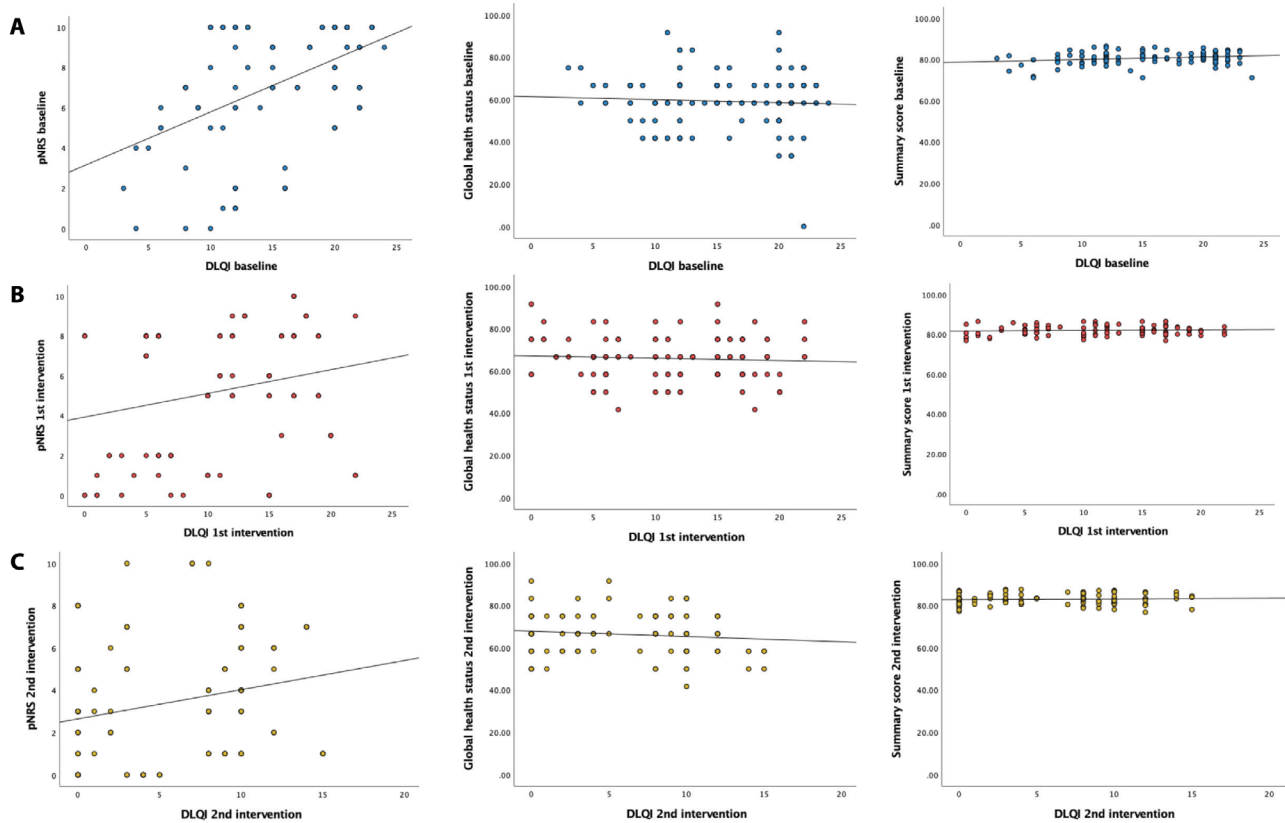 A
pNRS baseline
10
8
6
4
2
0
0 5 10 15 20 25
DLQI baseline
Global health status baseline
100.00
80.00
60.00
40.00
20.00
.00
0 5 10 15 20 25
DLQI baseline
Summary score baseline
100.00
80.00
60.00
40.00
20.00
.00
0 5 10 15 20 25
DLQI baseline
B
pNRS 1st intervention
10
8
6
4
2
0
0 5 10 15 20 25
DLQI 1st intervention
Global health status 1st intervention
100.00
80.00
60.00
40.00
20.00
.00
0 5 10 15 20 25
DLQI 1st intervention
Summary score 1st intervention
100.00
80.00
60.00
40.00
20.00
.00
0 5 10 15 20 25
DLQI 1st intervention
C
pNRS 2nd intervention
10
8
6
4
2
0
0 5 10 15 20
DLQI 2nd intervention
Global health status 2nd intervention
100.00
80.00
60.00
40.00
20.00
.00
0 5 10 15 20
DLQI 2nd intervention
Summary score 2nd intervention
100.00
80.00
60.00
40.00
20.00
.00
0 5 10 15 20
DLQI 2nd intervention